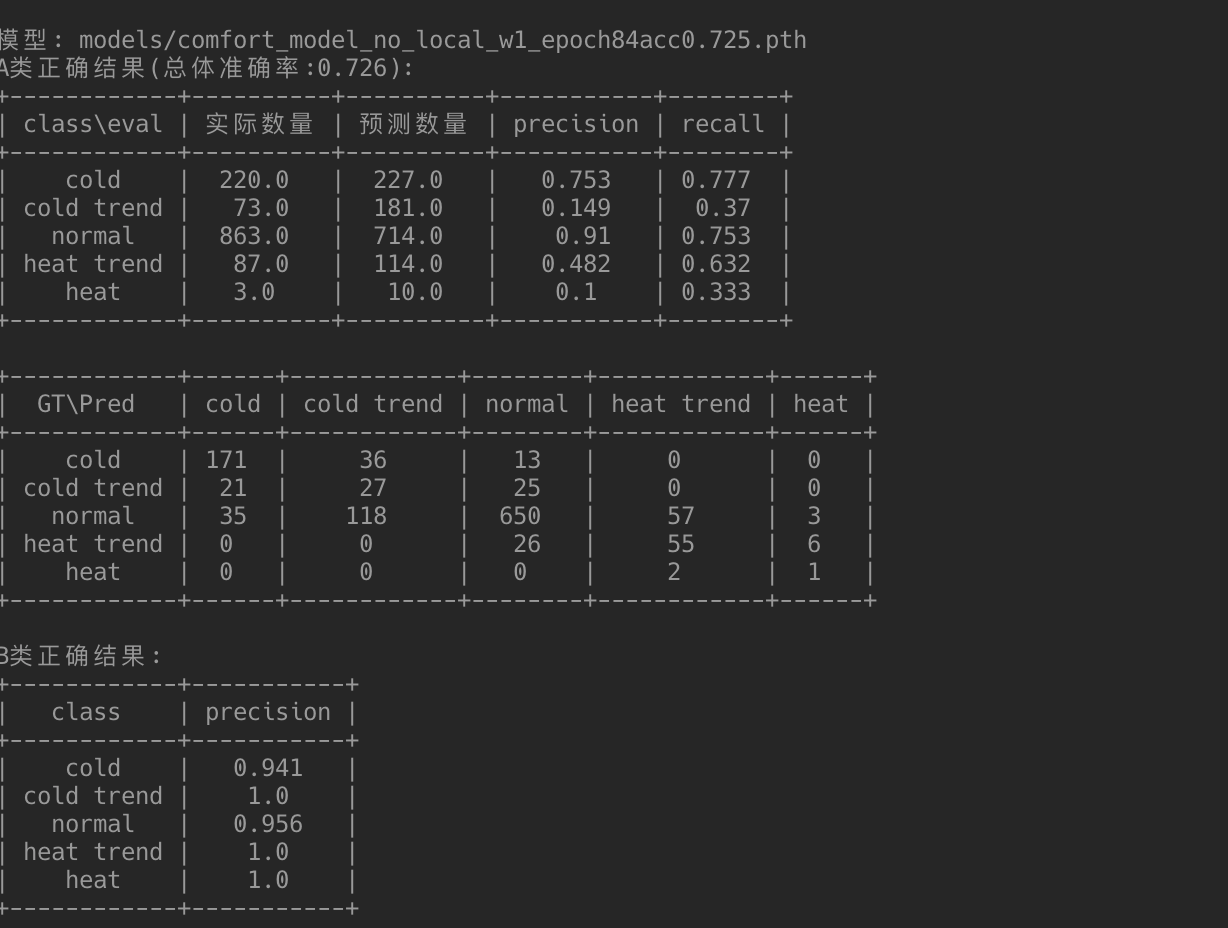 模型: models/comfort_model_no_local_w1_epoch84acc0.725.pth
A类正确结果(总体准确率:0.726):
+------------+----------+----------+-----------+--------+
| class\eval | 实际数量 | 预测数量 | precision | recall |
+------------+----------+----------+-----------+--------+
|    cold    |  220.0   |  227.0   |   0.753   | 0.777  |
| cold trend |   73.0   |  181.0   |   0.149   |  0.37  |
|   normal   |  863.0   |  714.0   |    0.91   | 0.753  |
| heat trend |   87.0   |  114.0   |   0.482   | 0.632  |
|    heat    |   3.0    |   10.0   |    0.1    | 0.333  |
+------------+----------+----------+-----------+--------+
+------------+------+------------+--------+------------+------+
|  GT\Pred   | cold | cold trend | normal | heat trend | heat |
+------------+------+------------+--------+------------+------+
|    cold    | 171  |     36     |   13   |     0      |  0   |
| cold trend |  21  |     27     |   25   |     0      |  0   |
|   normal   |  35  |    118     |  650   |     57     |  3   |
| heat trend |  0   |     0      |   26   |     55     |  6   |
|    heat    |  0   |     0      |   0    |     2      |  1   |
+------------+------+------------+--------+------------+------+
B类正确结果:
+------------+-----------+
|   class    | precision |
+------------+-----------+
|    cold    |   0.941   |
| cold trend |    1.0    |
|   normal   |   0.956   |
| heat trend |    1.0    |
|    heat    |    1.0    |
+------------+-----------+